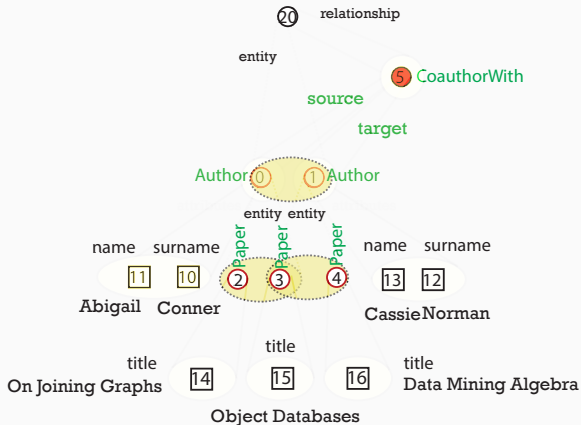 20 relationship
entity
5 CoauthorWith
source
target
Author 0 1 Author
entity entity
Paper Paper Paper
name surname name surname
11 10 2 3 4 13 12
Abigail Conner Cassie Norman
title
title title
14 15 16
On Joining Graphs Data Mining Algebra
Object Databases